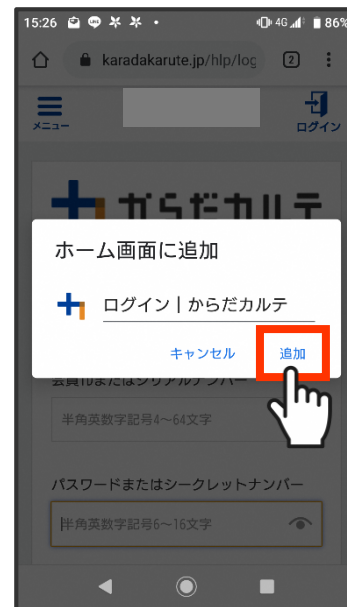 15:26 4G 86%
karadakarute.jp/hlp/log 2
メニュー ログイン
からだカルテ
ホーム画面に追加
ログイン | からだカルテ
キャンセル 追加
会員IDまたはシリアルナンバー
半角英数字記号4~64文字
パスワードまたはシークレットナンバー
半角英数字記号6~16文字